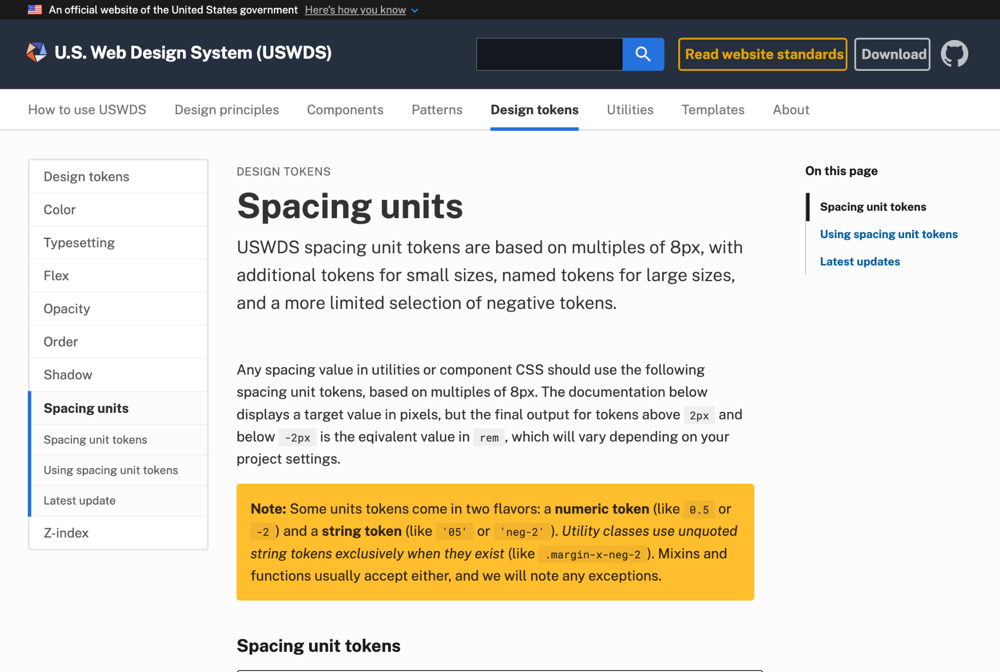 An official website of the United States government Here's how you know
U.S. Web Design System (USWDS)
Read website standards
Download
How to use USWDS
Design principles
Components
Patterns
Design tokens
Utilities
Templates
About
Design tokens
Color
Typesetting
Flex
Opacity
Order
Shadow
Spacing units
Spacing unit tokens
Using spacing unit tokens
Latest update
Z-index
DESIGN TOKENS
Spacing units
USWDS spacing unit tokens are based on multiples of 8px, with
additional tokens for small sizes, named tokens for large sizes,
and a more limited selection of negative tokens.
Any spacing value in utilities or component CSS should use the following
spacing unit tokens, based on multiples of 8px. The documentation below
displays a target value in pixels, but the final output for tokens above 2px and
below -2px is the eqivalent value in rem, which will vary depending on your
project settings.
Note: Some units tokens come in two flavors: a numeric token (like 0.5 or
-2) and a string token (like '05' or 'neg-2'). Utility classes use unquoted
string tokens exclusively when they exist (like .margin-x-neg-2). Mixins and
functions usually accept either, and we will note any exceptions.
Spacing unit tokens
On this page
Spacing unit tokens
Using spacing unit tokens
Latest updates